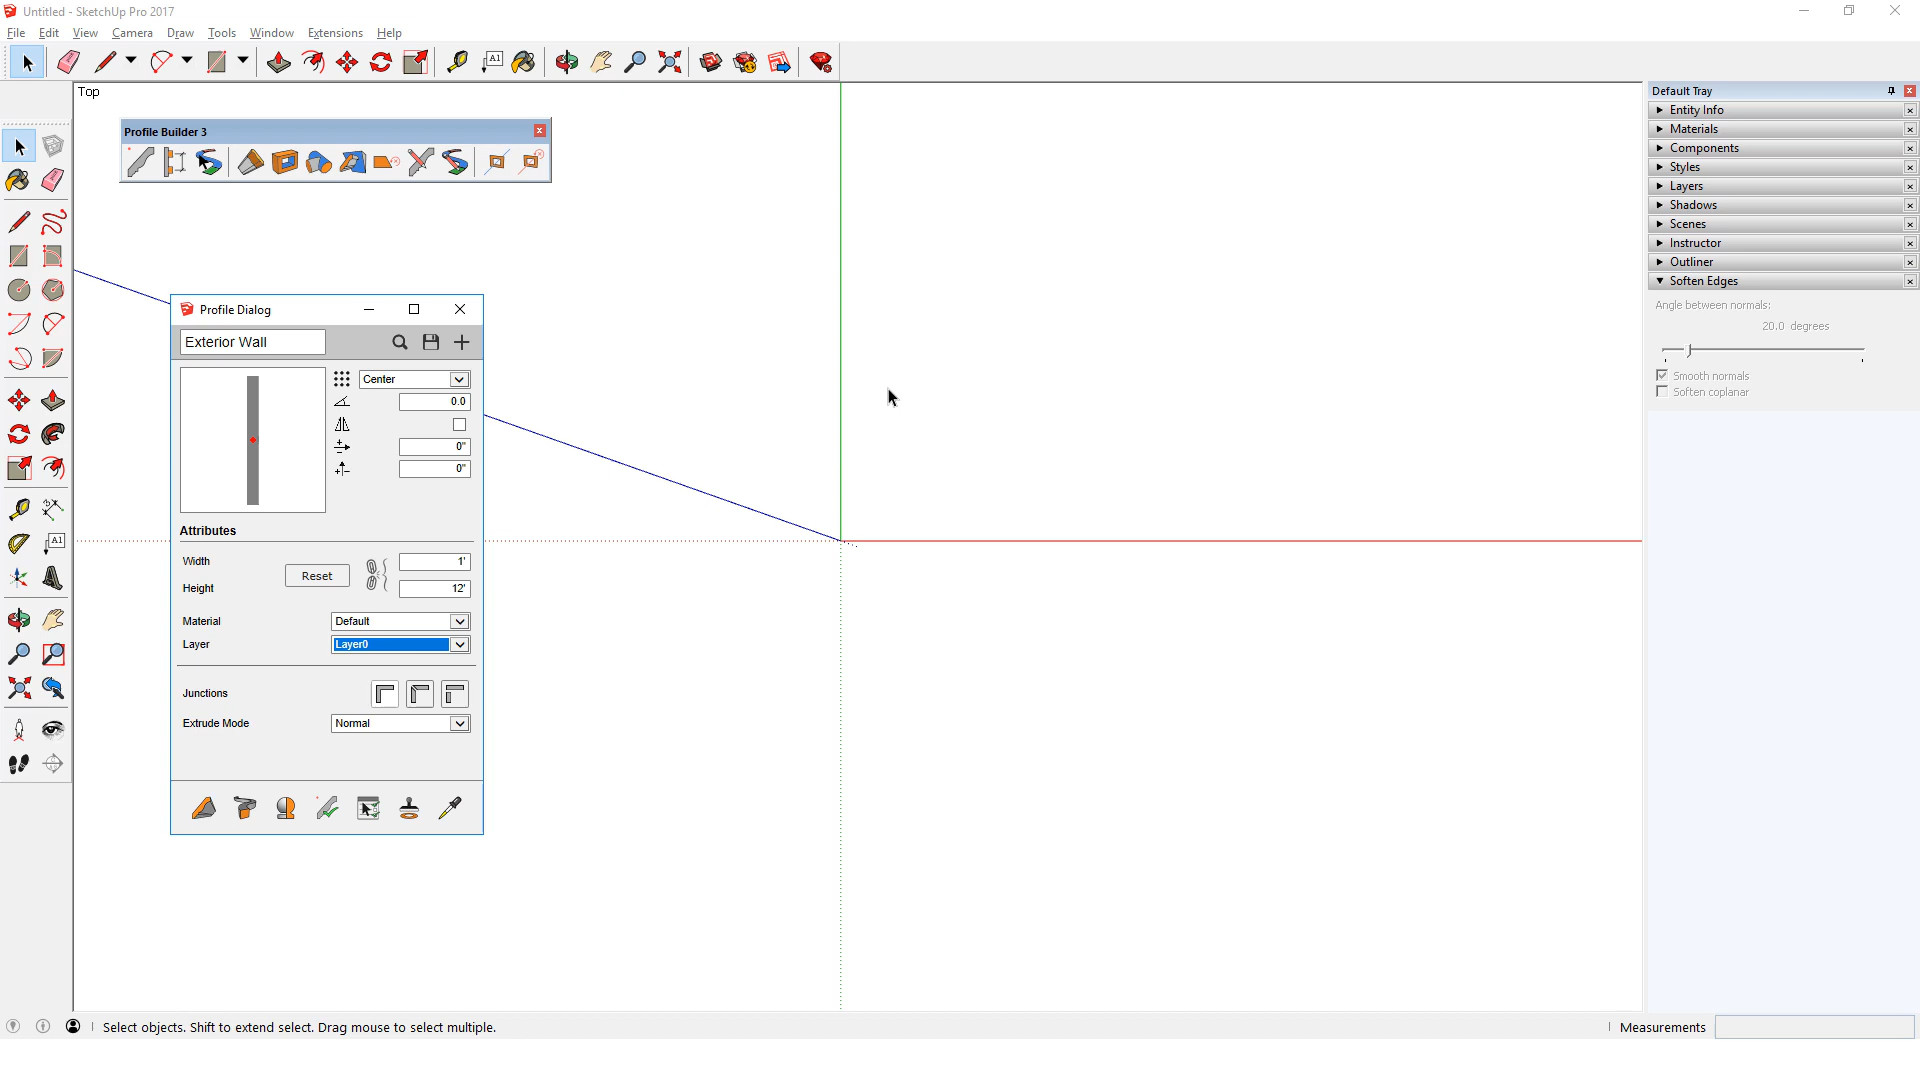 Untitled - SketchUp Pro 2017
File Edit View Camera Draw Tools Window Extensions Help
A1
Top
Profile Builder 3
Profile Dialog
Exterior Wall
Center
0.0
0"
0"
Attributes
Width 1'
Reset
Height 12'
Material Default
Layer Layer0
Junctions
Extrude Mode Normal
A1
Default Tray
Entity Info
Materials
Components
Styles
Layers
Shadows
Scenes
Instructor
Outliner
Soften Edges
Angle between normals:
20.0 degrees
Smooth normals
Soften coplanar
Select objects. Shift to extend select. Drag mouse to select multiple.
Measurements